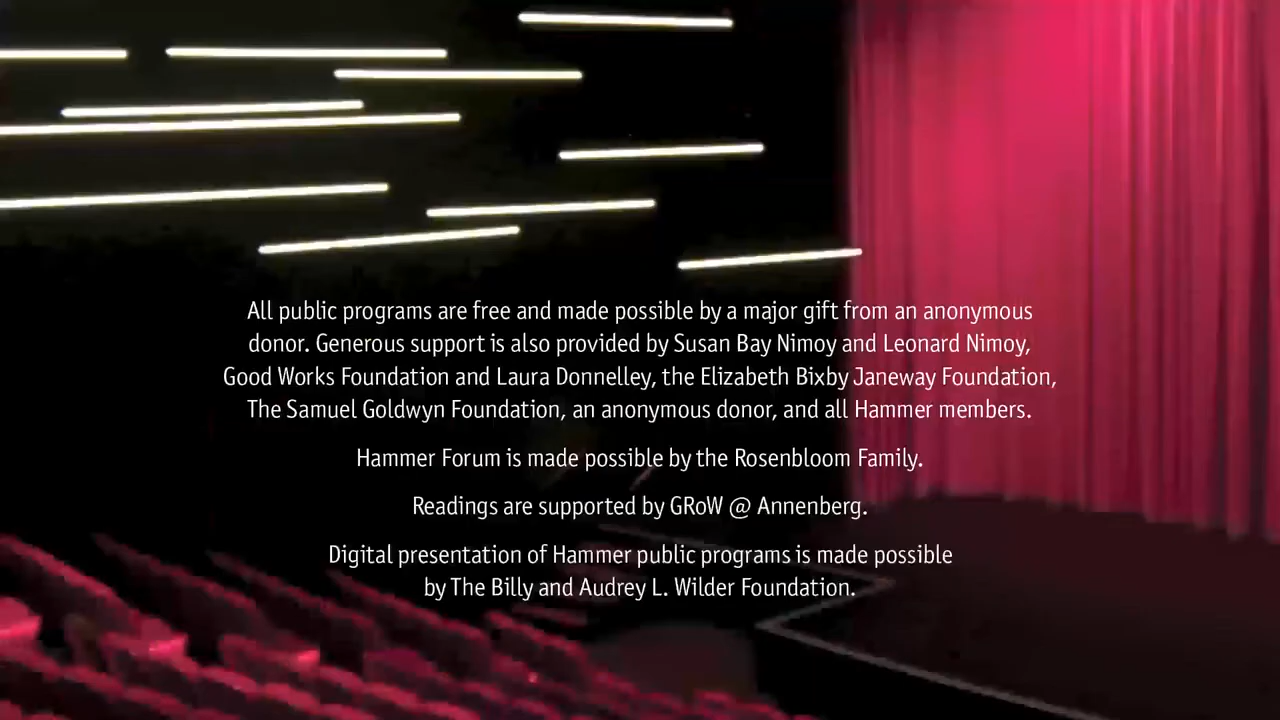 All public programs are free and made possible by a major gift from an anonymous
donor. Generous support is also provided by Susan Bay Nimoy and Leonard Nimoy,
Good Works Foundation and Laura Donnelley, the Elizabeth Bixby Janeway Foundation,
The Samuel Goldwyn Foundation, an anonymous donor, and all Hammer members.
Hammer Forum is made possible by the Rosenbloom Family.
Readings are supported by GRoW @ Annenberg.
Digital presentation of Hammer public programs is made possible
by The Billy and Audrey L. Wilder Foundation.